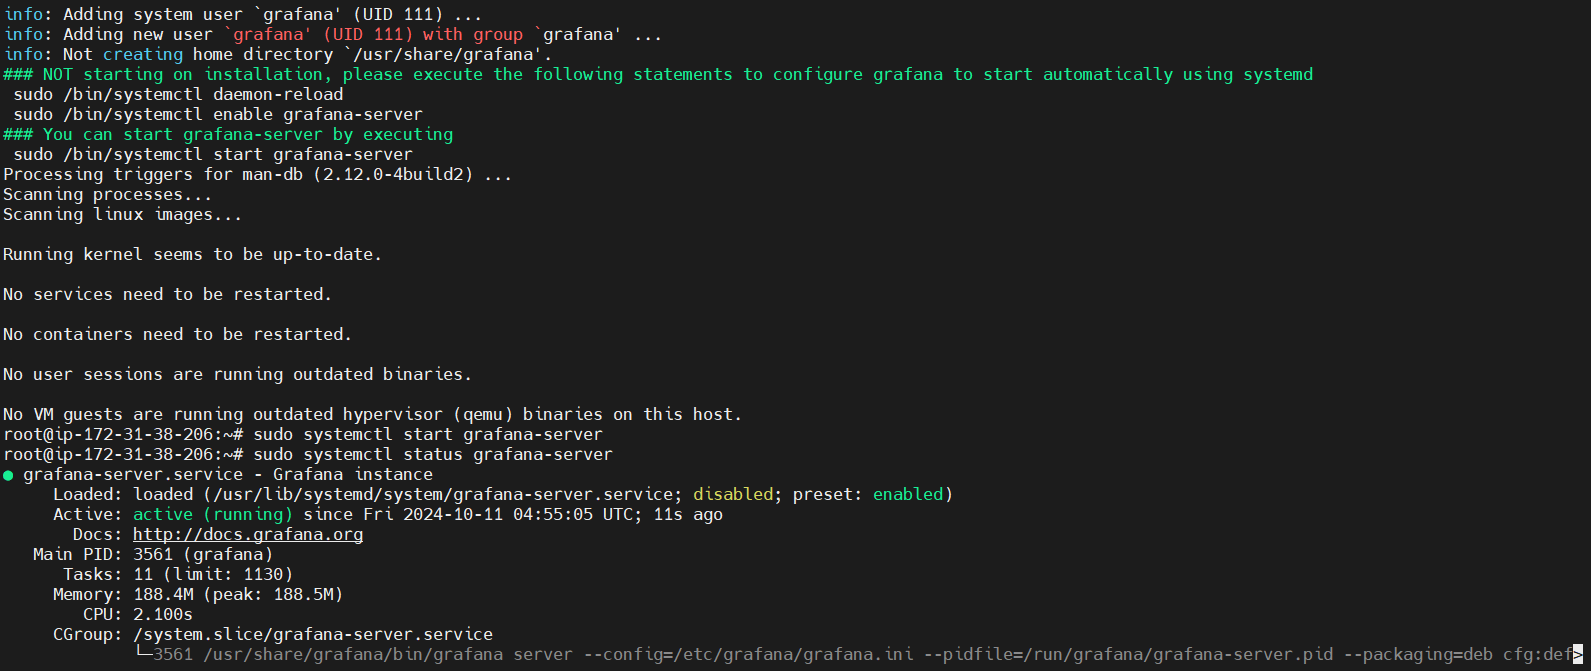 info: Adding system user `grafana' (UID 111) ...
info: Adding new user `grafana' (UID 111) with group `grafana' ...
info: Not creating home directory `/usr/share/grafana'.
### NOT starting on installation, please execute the following statements to configure grafana to start automatically using systemd
 sudo /bin/systemctl daemon-reload
 sudo /bin/systemctl enable grafana-server
### You can start grafana-server by executing
 sudo /bin/systemctl start grafana-server
Processing triggers for man-db (2.12.0-4build2) ...
Scanning processes...
Scanning linux images...

Running kernel seems to be up-to-date.

No services need to be restarted.

No containers need to be restarted.

No user sessions are running outdated binaries.

No VM guests are running outdated hypervisor (qemu) binaries on this host.
root@ip-172-31-38-206:~# sudo systemctl start grafana-server
root@ip-172-31-38-206:~# sudo systemctl status grafana-server
● grafana-server.service - Grafana instance
     Loaded: loaded (/usr/lib/systemd/system/grafana-server.service; disabled; preset: enabled)
     Active: active (running) since Fri 2024-10-11 04:55:05 UTC; 11s ago
       Docs: http://docs.grafana.org
   Main PID: 3561 (grafana)
      Tasks: 11 (limit: 1130)
     Memory: 188.4M (peak: 188.5M)
        CPU: 2.100s
     CGroup: /system.slice/grafana-server.service
             └─3561 /usr/share/grafana/bin/grafana server --config=/etc/grafana/grafana.ini --pidfile=/run/grafana/grafana-server.pid --packaging=deb cfg:def>